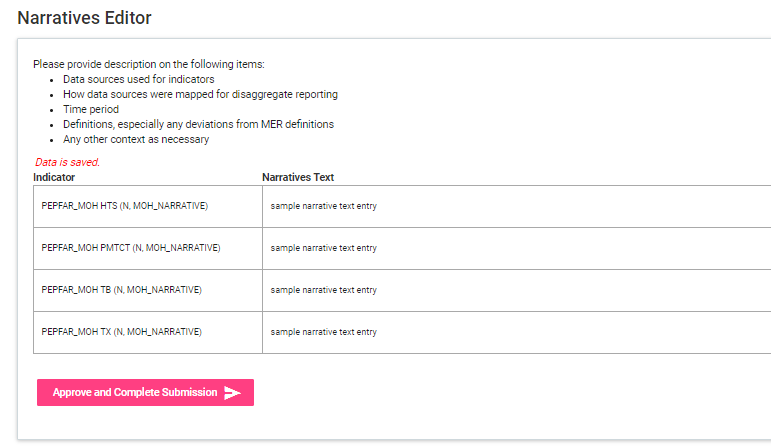 Narratives Editor
Please provide description on the following items:
Data sources used for indicators
How data sources were mapped for disaggregate reporting
Time period
Definitions, especially any deviations from MER definitions
Any other context as necessary
Data is saved.
Indicator Narratives Text
PEPFAR_MOH HTS (N, MOH_NARRATIVE) sample narrative text entry
PEPFAR_MOH PMTCT (N, MOH_NARRATIVE) sample narrative text entry
PEPFAR_MOH TB (N, MOH_NARRATIVE) sample narrative text entry
PEPFAR_MOH TX (N, MOH_NARRATIVE) sample narrative text entry
Approve and Complete Submission